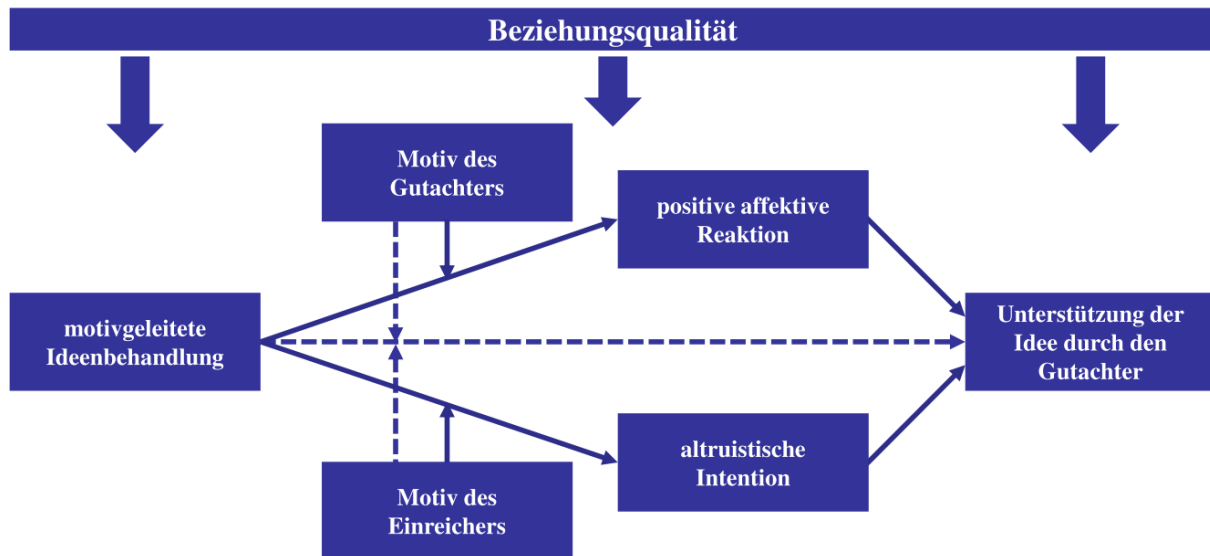 Beziehungsqualität
Motiv des
Gutachters
positive affektive
Reaktion
motivgeleitete
Ideenbehandlung
Unterstützung der
Idee durch den
Gutachter
altruistische
Intention
Motiv des
Einreichers